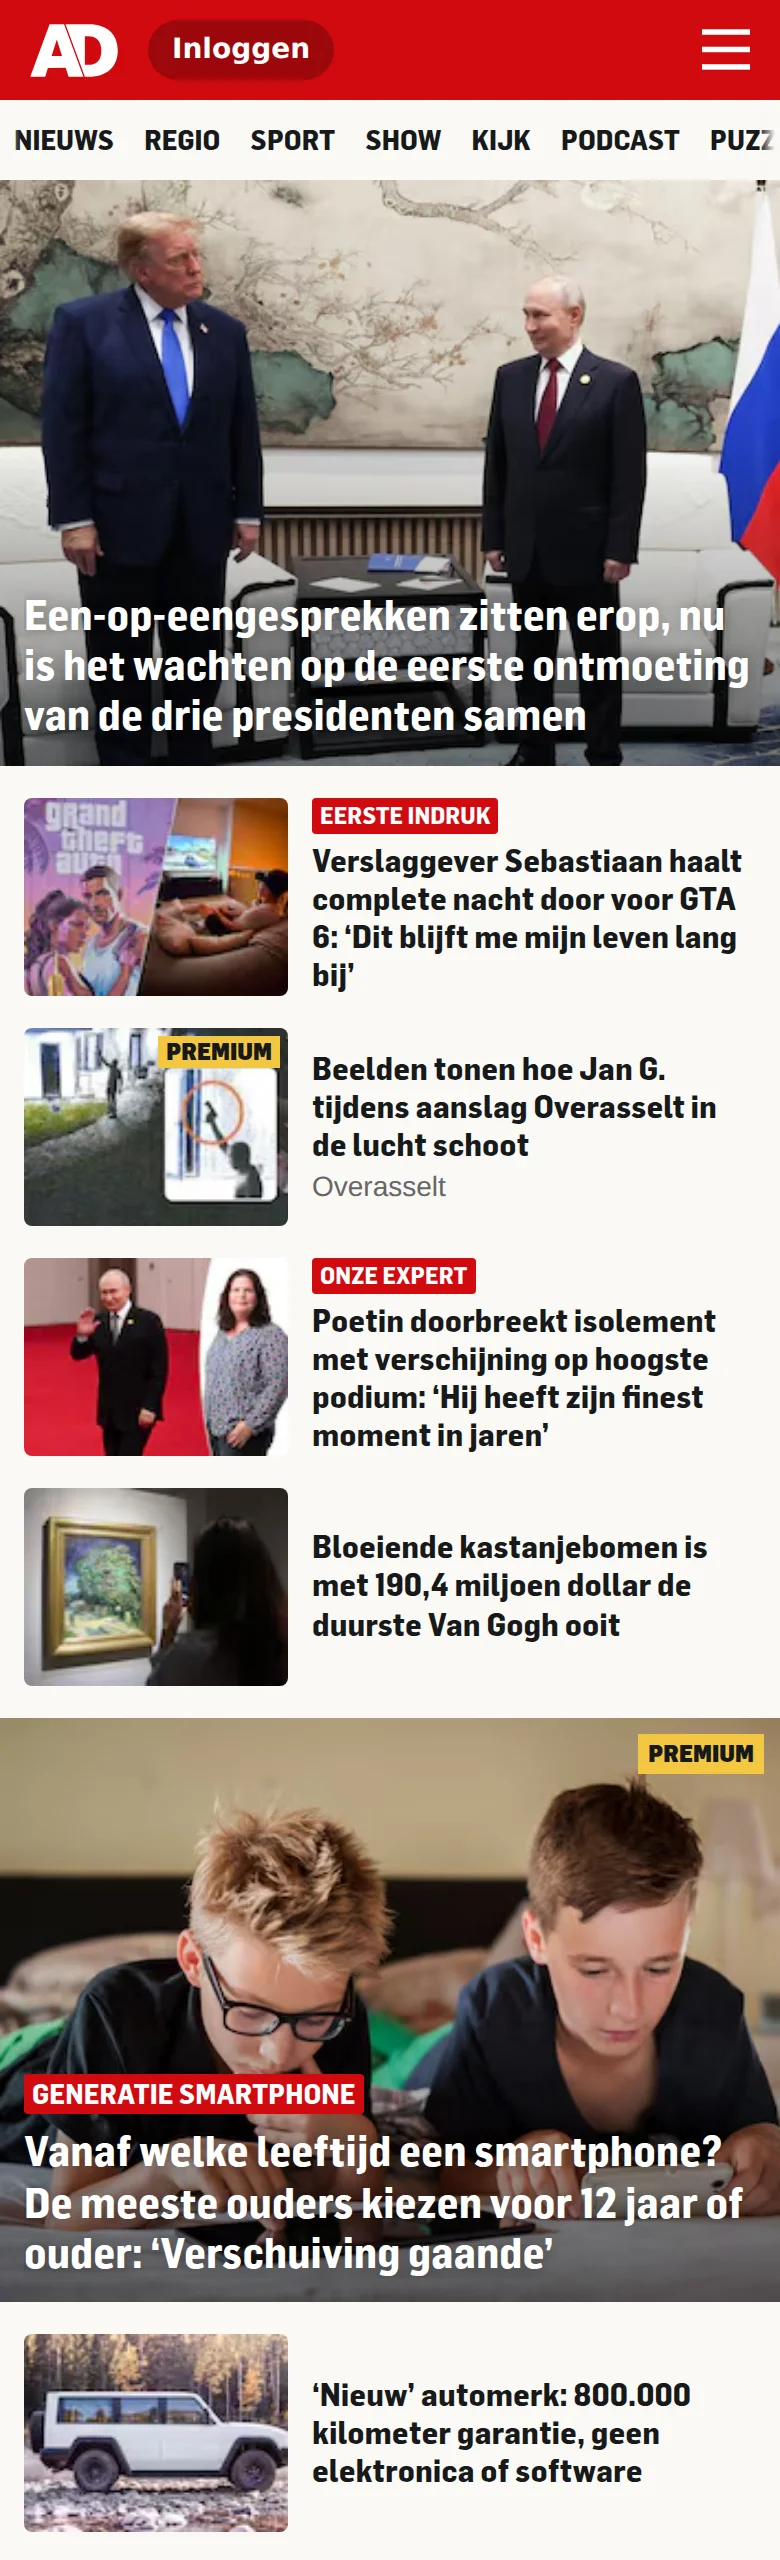 AD
Inloggen
NIEUWS REGIO SPORT SHOW KIJK PODCAST PUZZ
Een-op-eengesprekken zitten erop, nu
is het wachten op de eerste ontmoeting
van de drie presidenten samen
grand
theft
auto
EERSTE INDRUK
Verslaggever Sebastiaan haalt
complete nacht door voor GTA
6: ‘Dit blijft me mijn leven lang
bij’
PREMIUM
Beelden tonen hoe Jan G.
tijdens aanslag Overasselt in
de lucht schoot
Overasselt
ONZE EXPERT
Poetin doorbreekt isolement
met verschijning op hoogste
podium: ‘Hij heeft zijn finest
moment in jaren’
Bloeiende kastanjebomen is
met 190,4 miljoen dollar de
duurste Van Gogh ooit
PREMIUM
GENERATIE SMARTPHONE
Vanaf welke leeftijd een smartphone?
De meeste ouders kiezen voor 12 jaar of
ouder: ‘Verschuiving gaande’
‘Nieuw’ automerk: 800.000
kilometer garantie, geen
elektronica of software